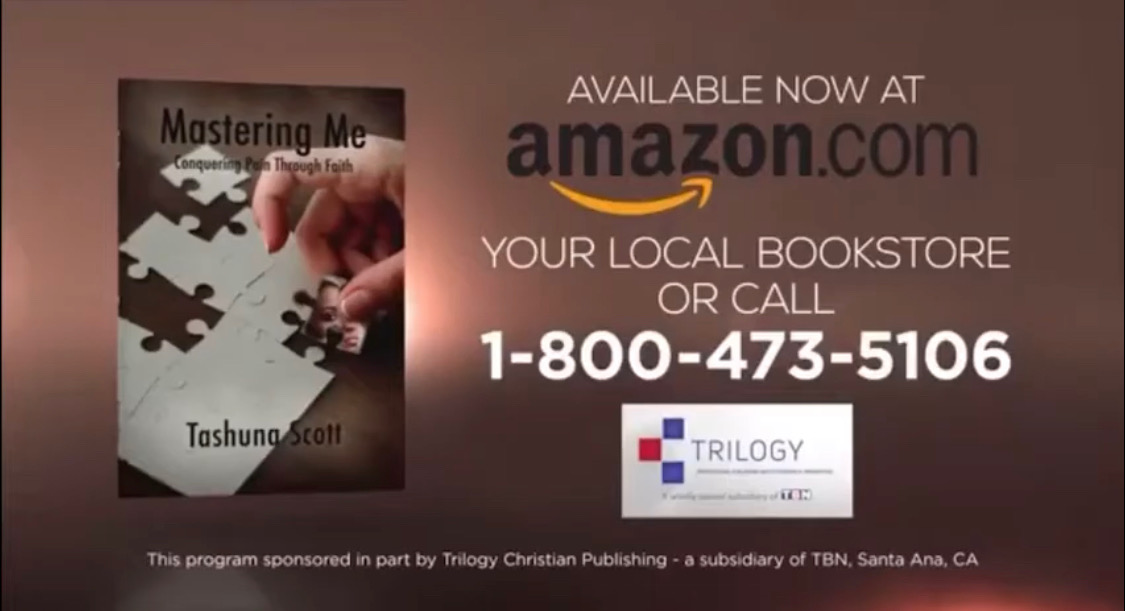 Mastering Me
Conquering Pain Through Faith
Tashuna Scott
AVAILABLE NOW AT
amazon.com
YOUR LOCAL BOOKSTORE
OR CALL
1-800-473-5106
TRILOGY
A wholly owned subsidiary of TBN
This program sponsored in part by Trilogy Christian Publishing - a subsidiary of TBN, Santa Ana, CA